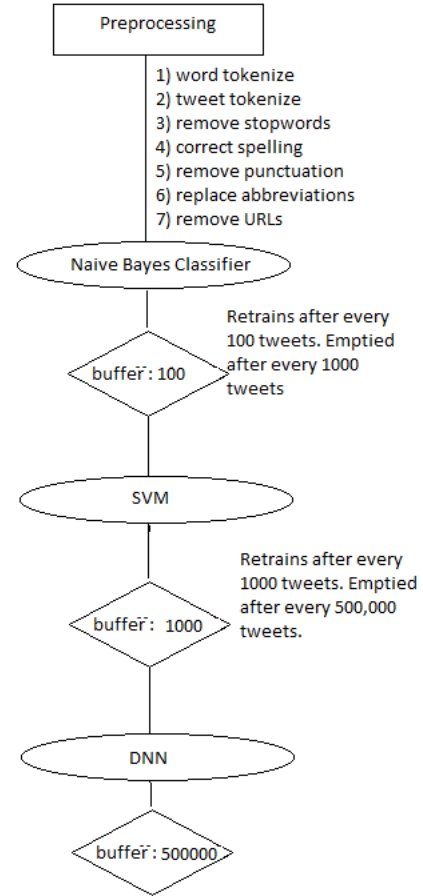 Preprocessing
1) word tokenize
2) tweet tokenize
3) remove stopwords
4) correct spelling
5) remove punctuation
6) replace abbreviations
7) remove URLs
Naive Bayes Classifier
Retrains after every
100 tweets. Emptied
after every 1000
tweets
buffer: 100
SVM
Retrains after every
1000 tweets. Emptied
after every 500,000
tweets.
buffer: 1000
DNN
buffer: 500000